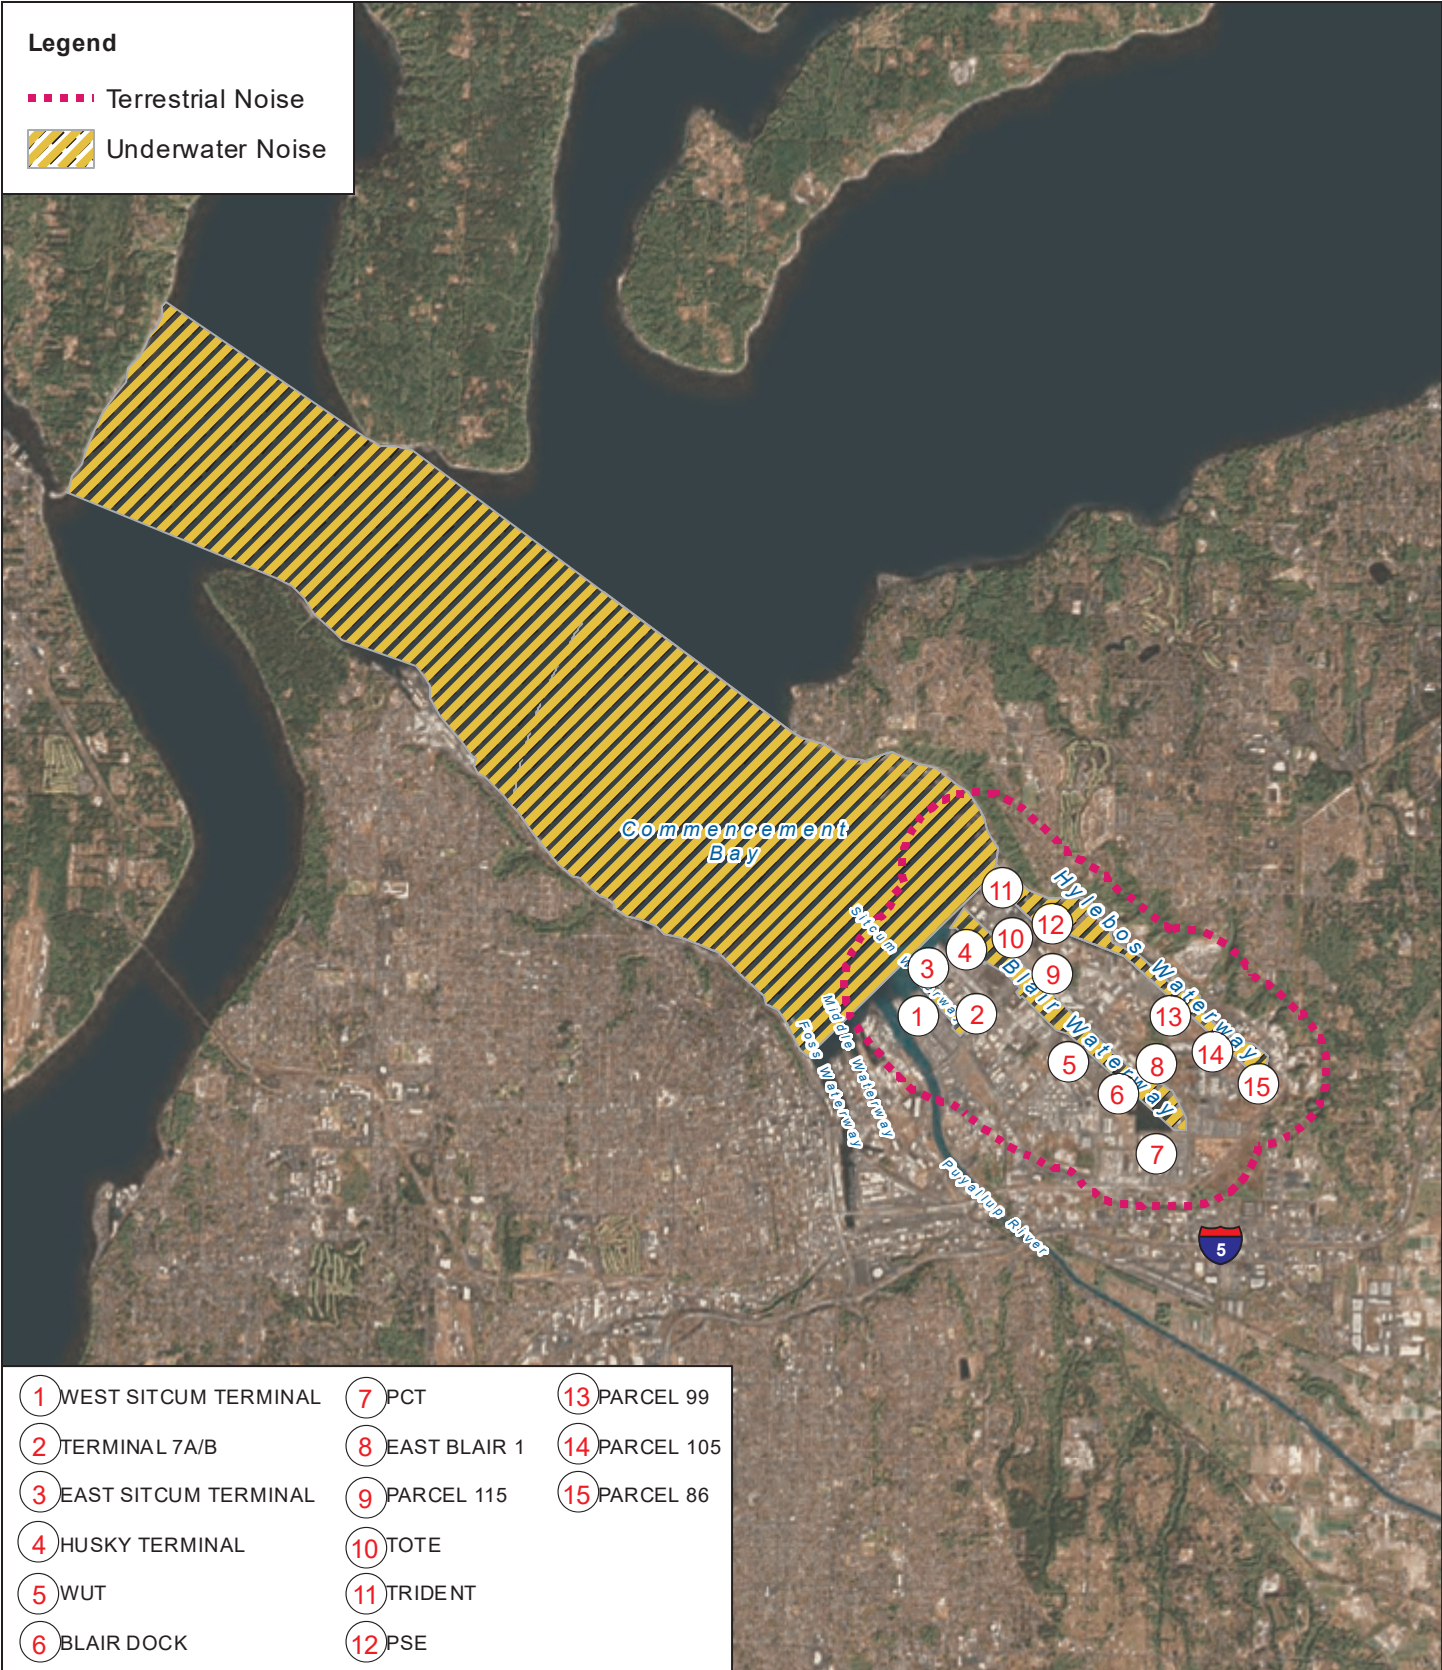 Legend
Terrestrial Noise
Underwater Noise
Commencement
Bay
Sitcum Waterway
Middle Waterway
Foss Waterway
Hylebos Waterway
Blair Waterway
Puyallup River
11
12
10
4
3
9
1
2
13
5
8
14
6
15
7
5
1 WEST SITCUM TERMINAL
2 TERMINAL 7A/B
3 EAST SITCUM TERMINAL
4 HUSKY TERMINAL
5 WUT
6 BLAIR DOCK
7 PCT
8 EAST BLAIR 1
9 PARCEL 115
10 TOTE
11 TRIDENT
12 PSE
13 PARCEL 99
14 PARCEL 105
15 PARCEL 86